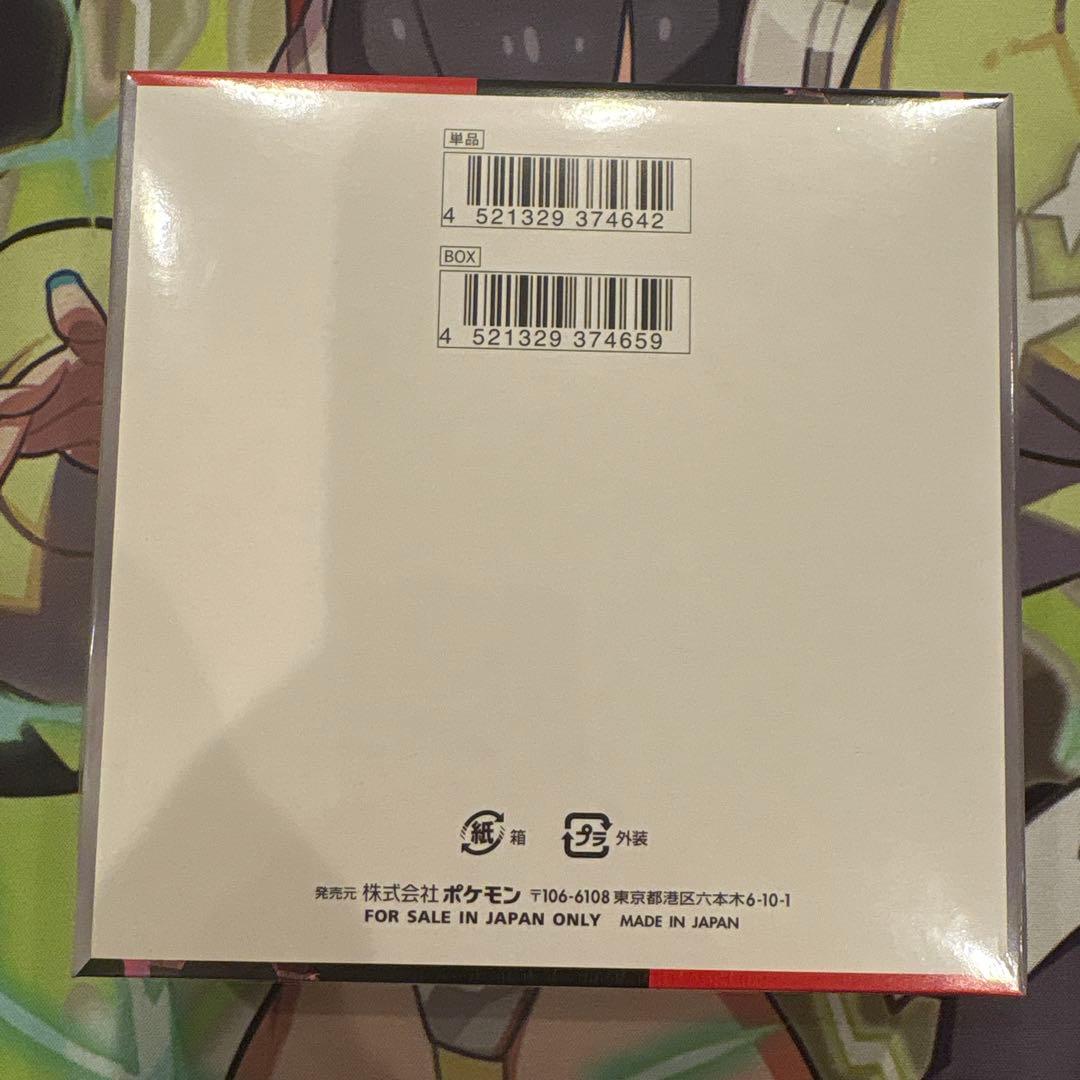 単品
4 521329 374642
BOX
4 521329 374659
紙 箱 プラ 外装
発売元 株式会社 ポケモン 〒106-6108 東京都港区六本木6-10-1
FOR SALE IN JAPAN ONLY MADE IN JAPAN